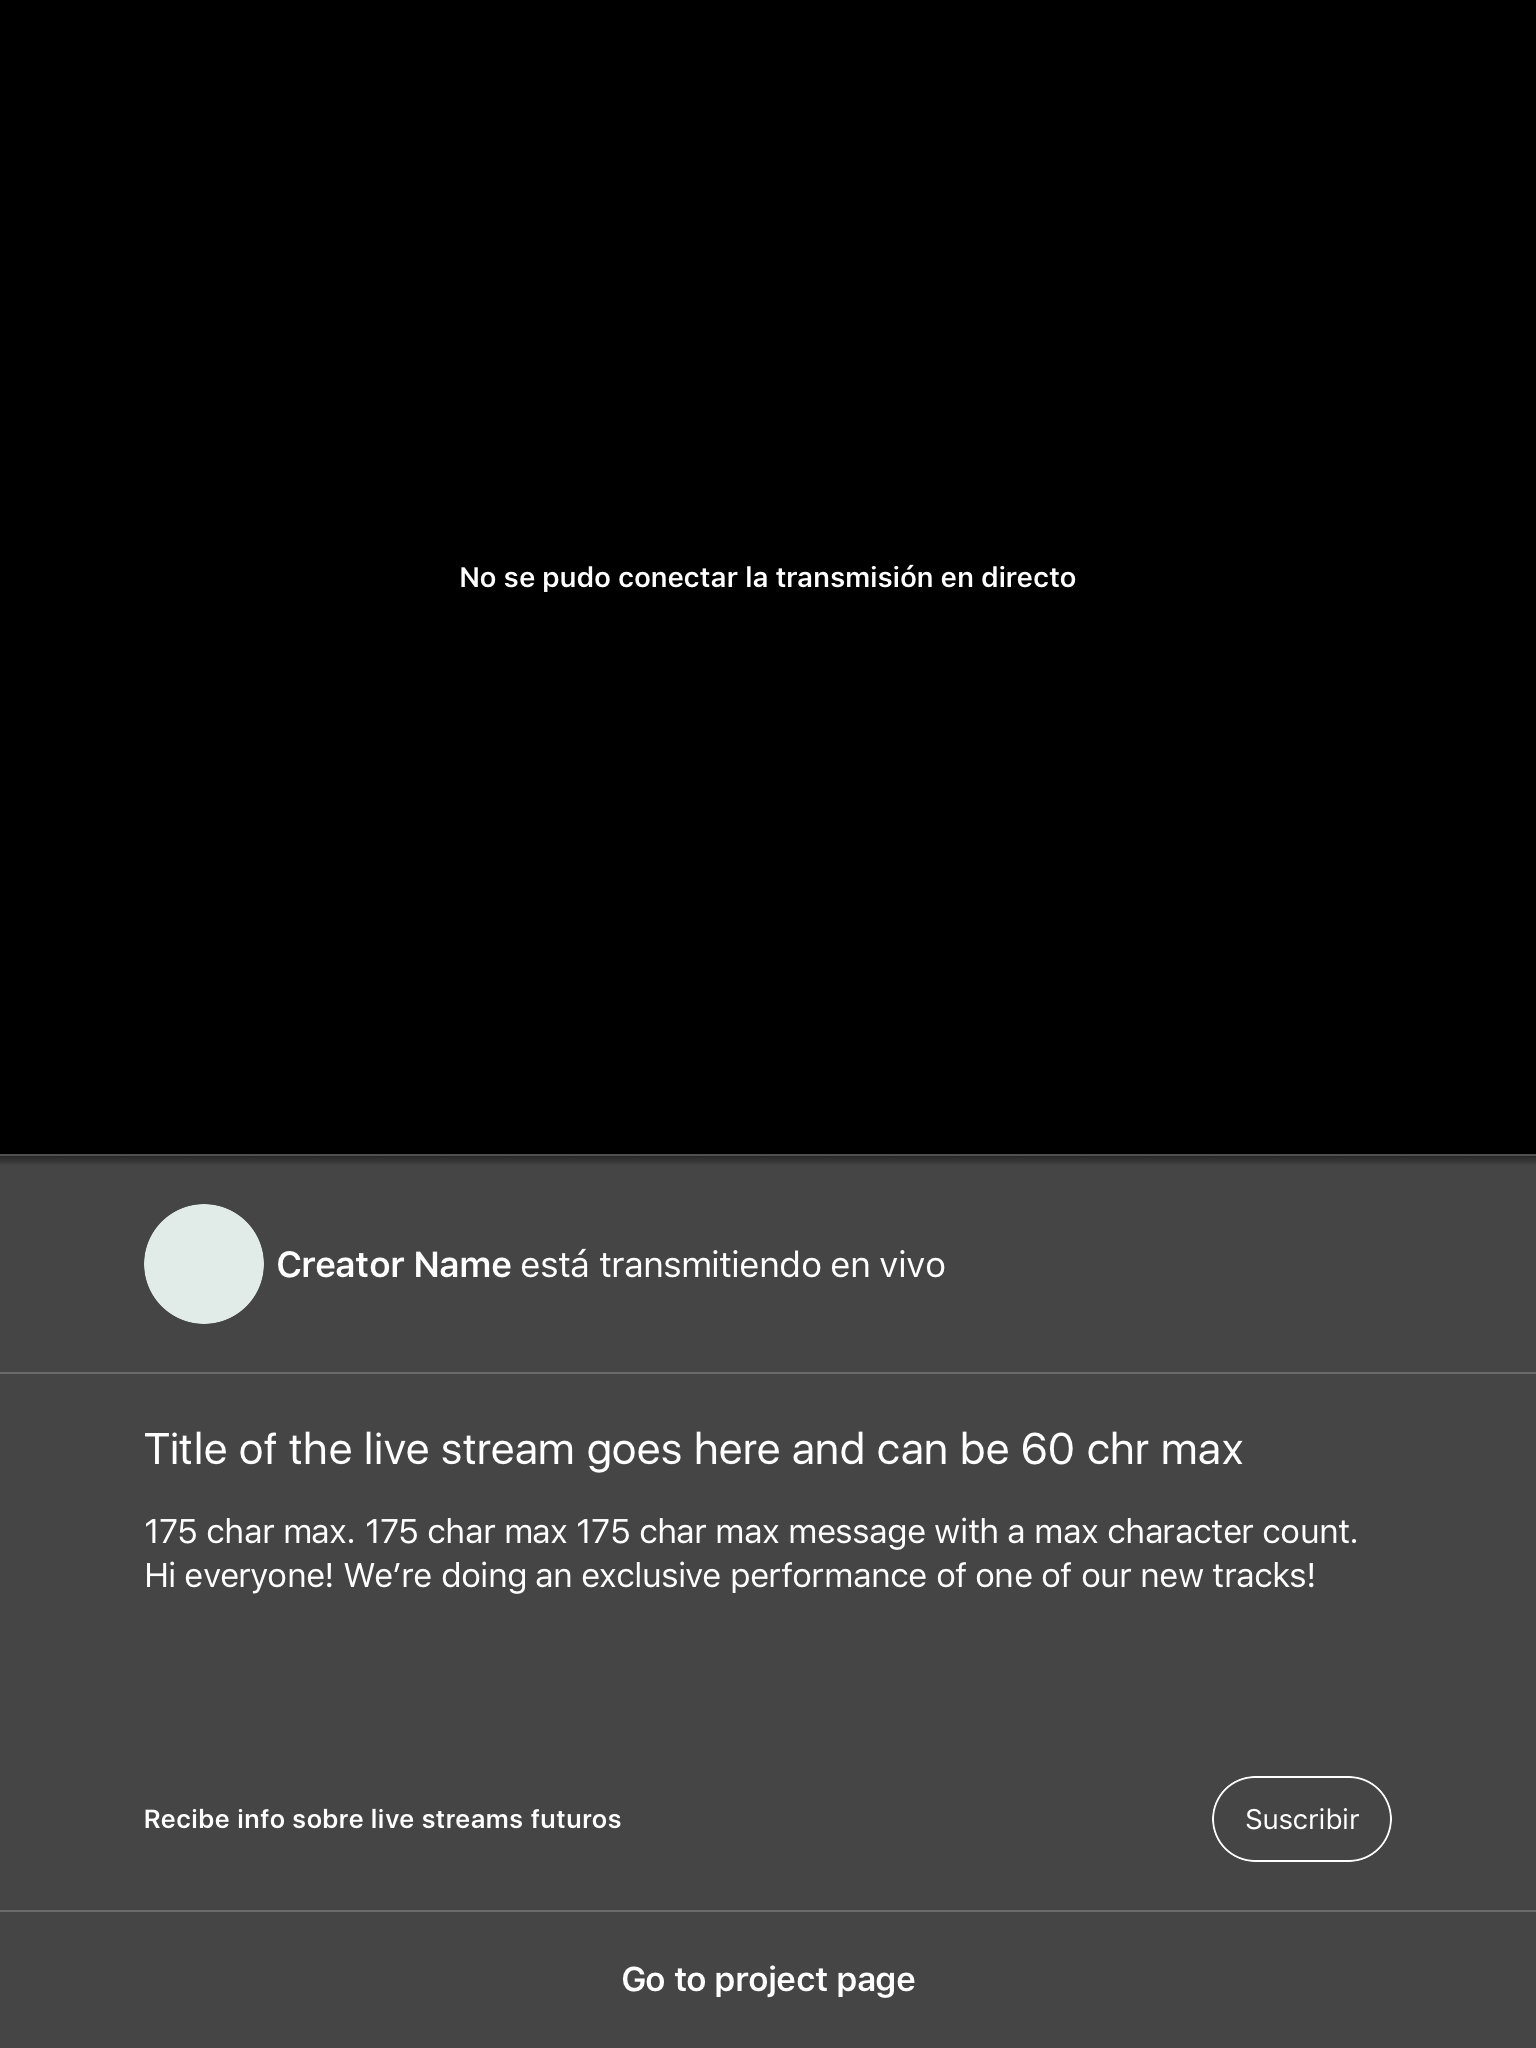 No se pudo conectar la transmisión en directo
Creator Name está transmitiendo en vivo
Title of the live stream goes here and can be 60 chr max
175 char max. 175 char max 175 char max message with a max character count.
Hi everyone! We’re doing an exclusive performance of one of our new tracks!
Recibe info sobre live streams futuros
Suscribir
Go to project page